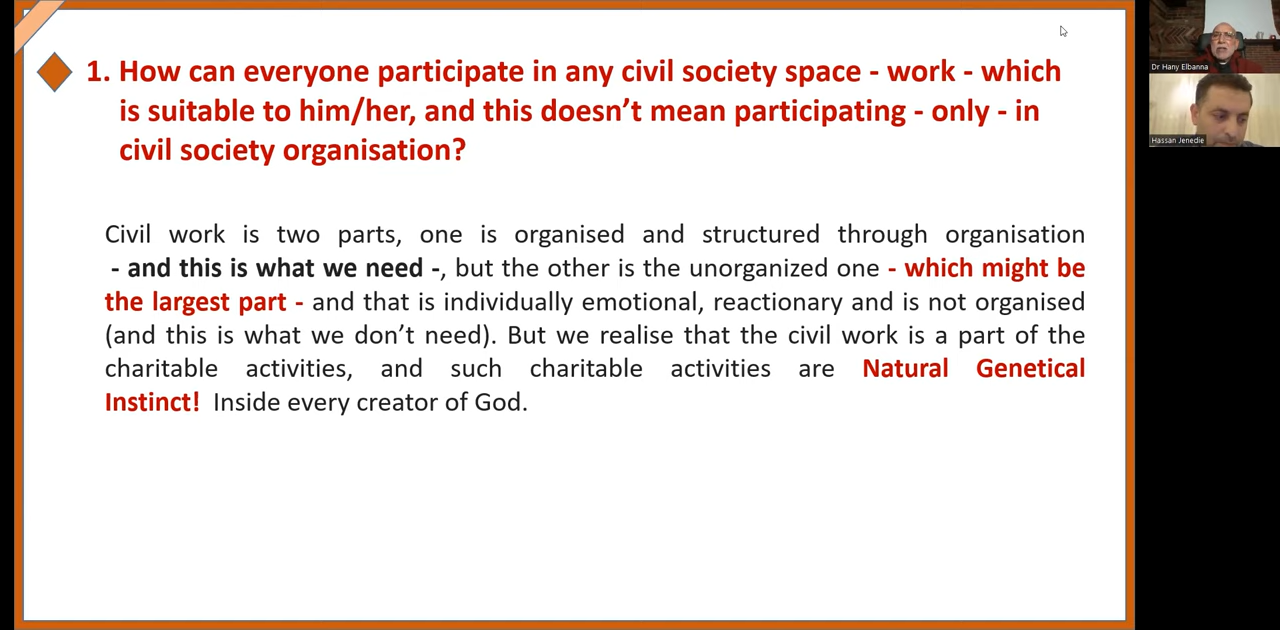 1. How can everyone participate in any civil society space - work - which
is suitable to him/her, and this doesn’t mean participating - only - in
civil society organisation?
Civil work is two parts, one is organised and structured through organisation
- and this is what we need -, but the other is the unorganized one - which might be
the largest part - and that is individually emotional, reactionary and is not organised
(and this is what we don’t need). But we realise that the civil work is a part of the
charitable activities, and such charitable activities are Natural Genetical
Instinct! Inside every creator of God.
Dr Hany Elbanna
Hassan Jenedie